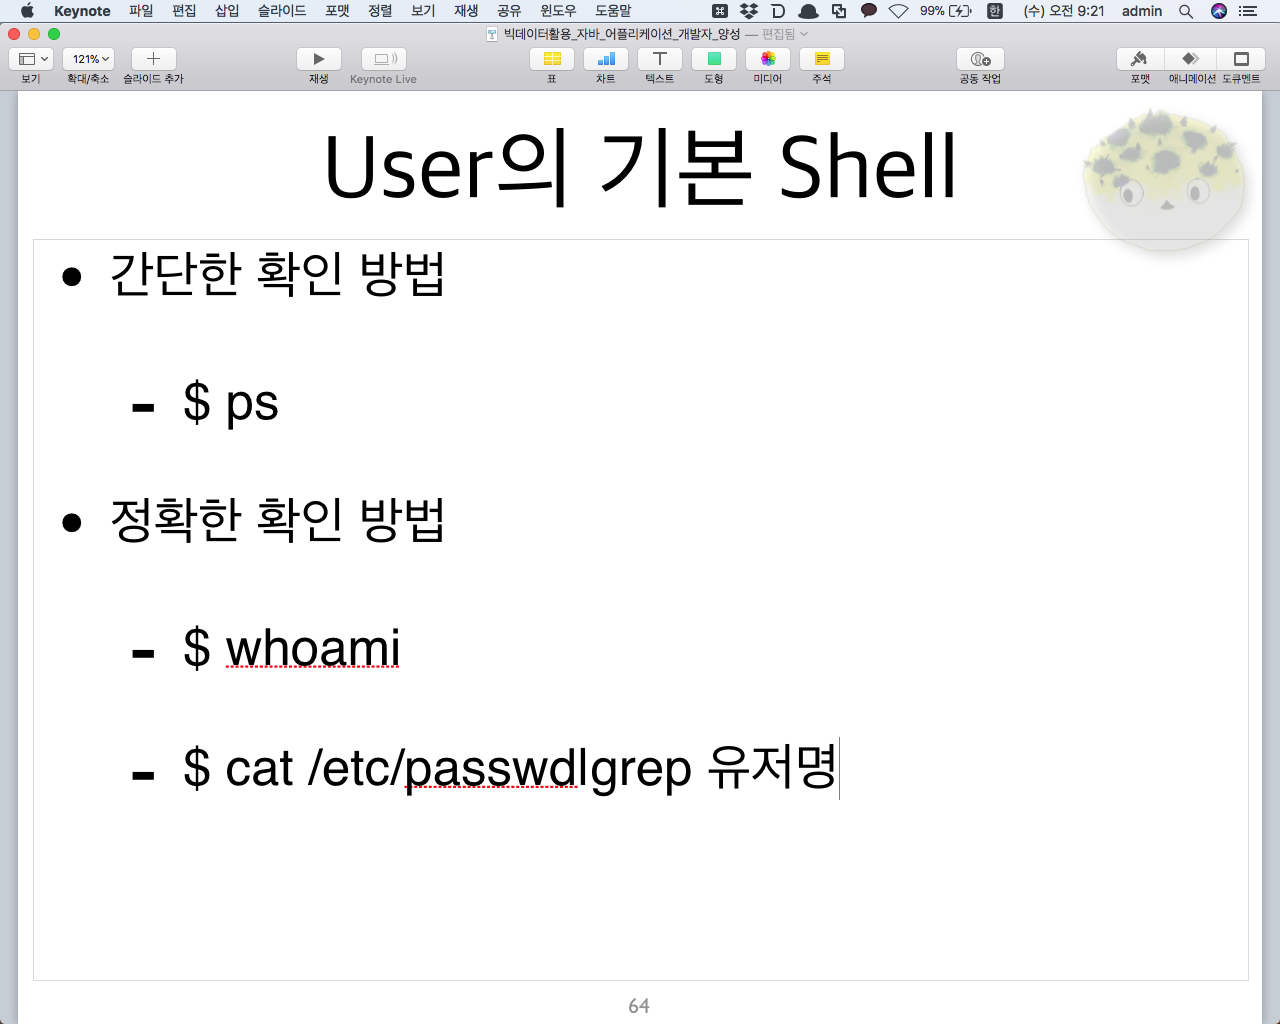 Keynote 파일 편집 삽입 슬라이드 포맷 정렬 보기 재생 공유 윈도우 도움말 99% 한 (수) 오전 9:21 admin
빅데이터활용_자바_어플리케이션_개발자_양성 — 편집됨
121%
보기 확대/축소 슬라이드 추가 재생 Keynote Live 표 차트 텍스트 도형 미디어 주석 공동 작업 포맷 애니메이션 도큐멘트
User의 기본 Shell
• 간단한 확인 방법
- $ ps
• 정확한 확인 방법
- $ whoami
- $ cat /etc/passwd|grep 유저명
64